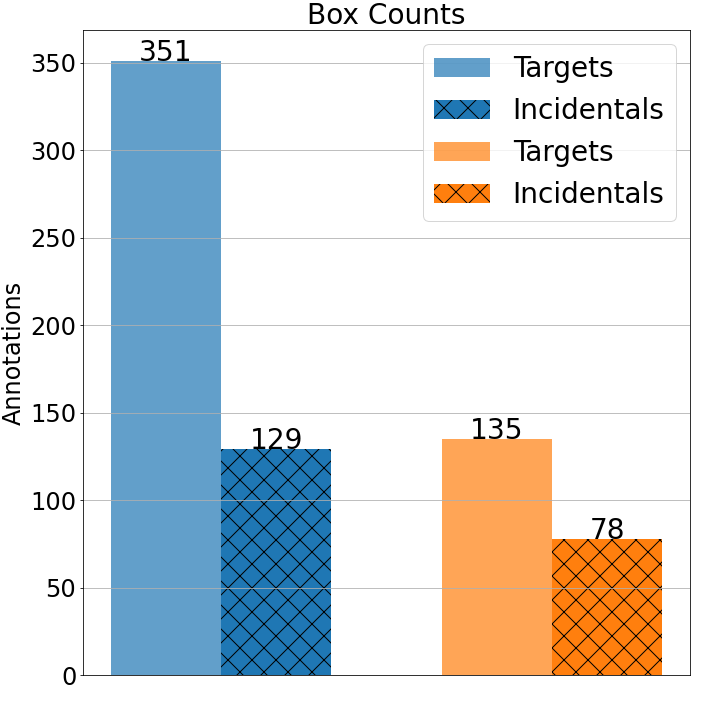 Box Counts
351
129
135
78
Targets
Incidentals
Targets
Incidentals
Annotations
350
300
250
200
150
100
50
0